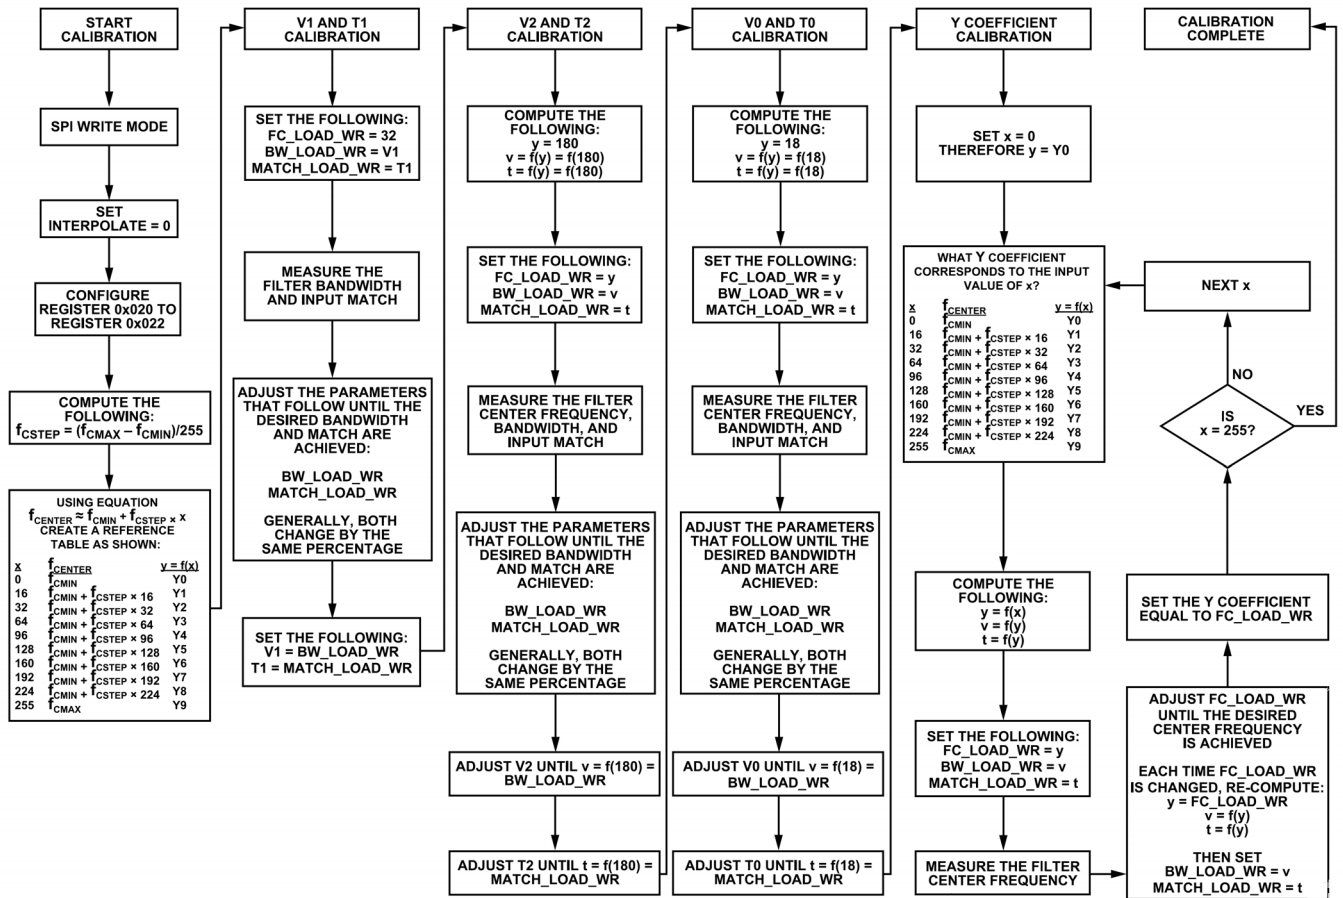 START
CALIBRATION
SPI WRITE MODE
SET
INTERPOLATE = 0
CONFIGURE
REGISTER 0x020 TO
REGISTER 0x022
COMPUTE THE
FOLLOWING:
fCSTEP = (fCMAX – fCMIN)/255
USING EQUATION
fCENTER ≈ fCMIN + fCSTEP × x
CREATE A REFERENCE
TABLE AS SHOWN:
x fCENTER y = f(x)
0 fCMIN Y0
16 fCMIN + fCSTEP × 16 Y1
32 fCMIN + fCSTEP × 32 Y2
64 fCMIN + fCSTEP × 64 Y3
96 fCMIN + fCSTEP × 96 Y4
128 fCMIN + fCSTEP × 128 Y5
160 fCMIN + fCSTEP × 160 Y6
192 fCMIN + fCSTEP × 192 Y7
224 fCMIN + fCSTEP × 224 Y8
255 fCMAX Y9
V1 AND T1
CALIBRATION
SET THE FOLLOWING:
FC_LOAD_WR = 32
BW_LOAD_WR = V1
MATCH_LOAD_WR = T1
MEASURE THE
FILTER BANDWIDTH
AND INPUT MATCH
ADJUST THE PARAMETERS
THAT FOLLOW UNTIL THE
DESIRED BANDWIDTH
AND MATCH ARE
ACHIEVED:
BW_LOAD_WR
MATCH_LOAD_WR
GENERALLY, BOTH
CHANGE BY THE
SAME PERCENTAGE
SET THE FOLLOWING:
V1 = BW_LOAD_WR
T1 = MATCH_LOAD_WR
V2 AND T2
CALIBRATION
COMPUTE THE
FOLLOWING:
y = 180
v = f(y) = f(180)
t = f(y) = f(180)
SET THE FOLLOWING:
FC_LOAD_WR = y
BW_LOAD_WR = v
MATCH_LOAD_WR = t
MEASURE THE FILTER
CENTER FREQUENCY,
BANDWIDTH, AND
INPUT MATCH
ADJUST THE PARAMETERS
THAT FOLLOW UNTIL THE
DESIRED BANDWIDTH
AND MATCH ARE
ACHIEVED:
BW_LOAD_WR
MATCH_LOAD_WR
GENERALLY, BOTH
CHANGE BY THE
SAME PERCENTAGE
ADJUST V2 UNTIL v = f(180) =
BW_LOAD_WR
ADJUST T2 UNTIL t = f(180) =
MATCH_LOAD_WR
V0 AND T0
CALIBRATION
COMPUTE THE
FOLLOWING:
y = 18
v = f(y) = f(18)
t = f(y) = f(18)
SET THE FOLLOWING:
FC_LOAD_WR = y
BW_LOAD_WR = v
MATCH_LOAD_WR = t
MEASURE THE FILTER
CENTER FREQUENCY,
BANDWIDTH, AND
INPUT MATCH
ADJUST THE PARAMETERS
THAT FOLLOW UNTIL THE
DESIRED BANDWIDTH
AND MATCH ARE
ACHIEVED:
BW_LOAD_WR
MATCH_LOAD_WR
GENERALLY, BOTH
CHANGE BY THE
SAME PERCENTAGE
ADJUST V0 UNTIL v = f(18) =
BW_LOAD_WR
ADJUST T0 UNTIL t = f(18) =
MATCH_LOAD_WR
Y COEFFICIENT
CALIBRATION
SET x = 0
THEREFORE y = Y0
WHAT Y COEFFICIENT
CORRESPONDS TO THE INPUT
VALUE OF x?
x fCENTER y = f(x)
0 fCMIN Y0
16 fCMIN + fCSTEP × 16 Y1
32 fCMIN + fCSTEP × 32 Y2
64 fCMIN + fCSTEP × 64 Y3
96 fCMIN + fCSTEP × 96 Y4
128 fCMIN + fCSTEP × 128 Y5
160 fCMIN + fCSTEP × 160 Y6
192 fCMIN + fCSTEP × 192 Y7
224 fCMIN + fCSTEP × 224 Y8
255 fCMAX Y9
COMPUTE THE
FOLLOWING:
y = f(x)
v = f(y)
t = f(y)
SET THE FOLLOWING:
FC_LOAD_WR = y
BW_LOAD_WR = v
MATCH_LOAD_WR = t
MEASURE THE FILTER
CENTER FREQUENCY
ADJUST FC_LOAD_WR
UNTIL THE DESIRED
CENTER FREQUENCY
IS ACHIEVED
EACH TIME FC_LOAD_WR
IS CHANGED, RE-COMPUTE:
y = FC_LOAD_WR
v = f(y)
t = f(y)
THEN SET
BW_LOAD_WR = v
MATCH_LOAD_WR = t
SET THE Y COEFFICIENT
EQUAL TO FC_LOAD_WR
IS
x = 255?
NO
YES
NEXT x
CALIBRATION
COMPLETE